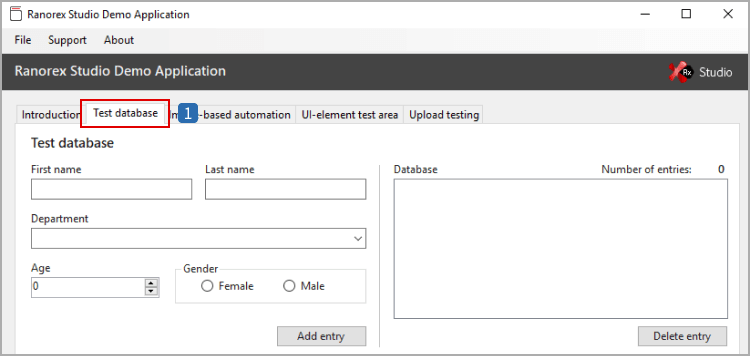 Ranorex Studio Demo Application
File Support About
Ranorex Studio Demo Application
Rx Studio
Introduction Test database 1 -based automation UI-element test area Upload testing
Test database
First name Last name Database Number of entries: 0
Department
Age Gender
0 Female Male
Add entry Delete entry